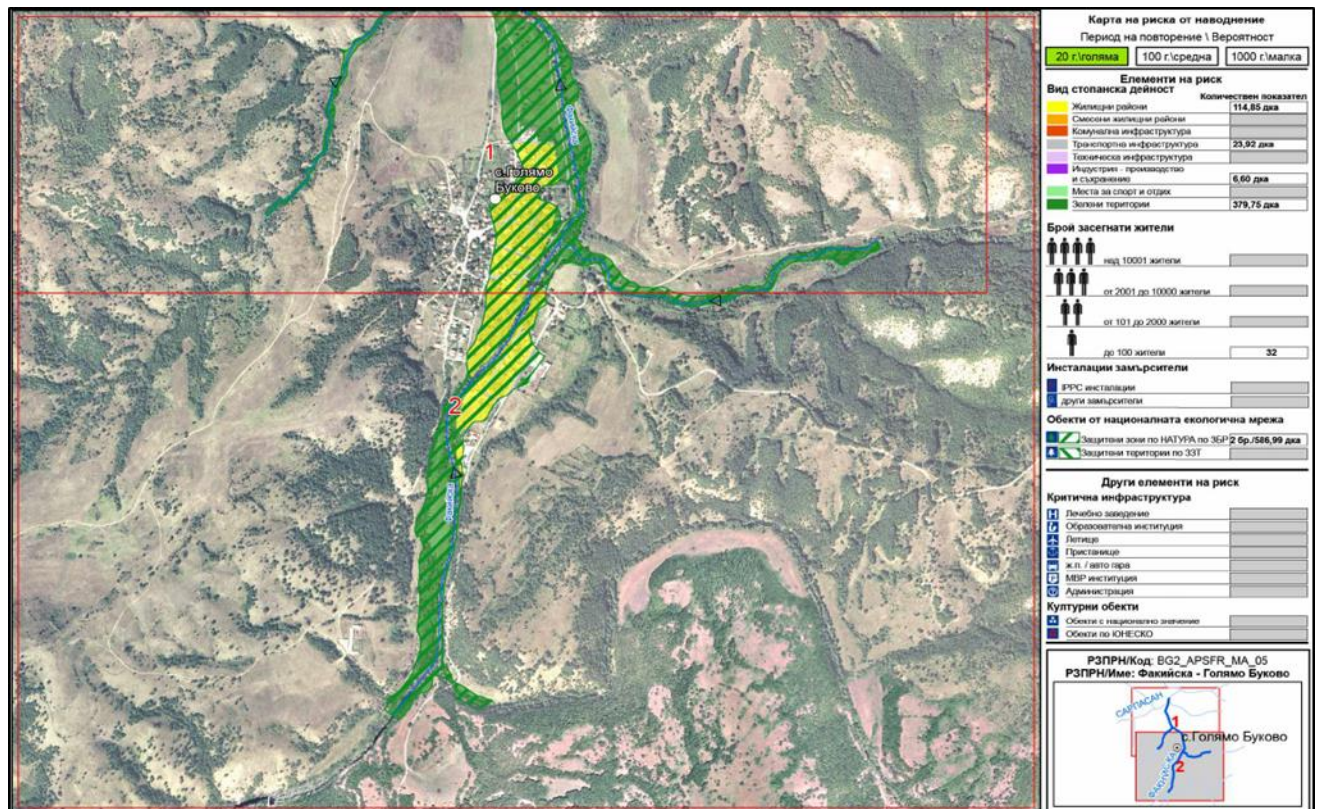 1
с.Голямо
Буково
Факийска
2
Факийска
Карта на риска от наводнение
Период на повторение \ Вероятност
20 г.\голяма
100 г.\средна
1000 г.\малка
Елементи на риск
Вид стопанска дейност
Количествен показател
Жилищни райони 114,85 дка
Смесени жилищни райони
Комунална инфраструктура
Транспортна инфраструктура 23,92 дка
Техническа инфраструктура
Индустрия - производство
и съхранение 6,60 дка
Места за спорт и отдих
Зелени територии 379,75 дка
Брой засегнати жители
над 10001 жители
от 2001 до 10000 жители
от 101 до 2000 жители
до 100 жители 32
Инсталации замърсители
IPPC инсталации
други замърсители
Обекти от националната екологична мрежа
Защитени зони по НАТУРА по ЗБР 2 бр./586,99 дка
Защитени територии по ЗЗТ
Други елементи на риск
Критична инфраструктура
Лечебно заведение
Образователна институция
Летище
Пристанище
ж.п. / авто гара
МВР институция
Администрация
Културни обекти
Обекти с национално значение
Обекти по ЮНЕСКО
РЗПРН/Код: BG2_APSFR_MA_05
РЗПРН/Име: Факийска - Голямо Буково
САРПАСАН
1
с.Голямо Буково
2
ФАКИЙСКА